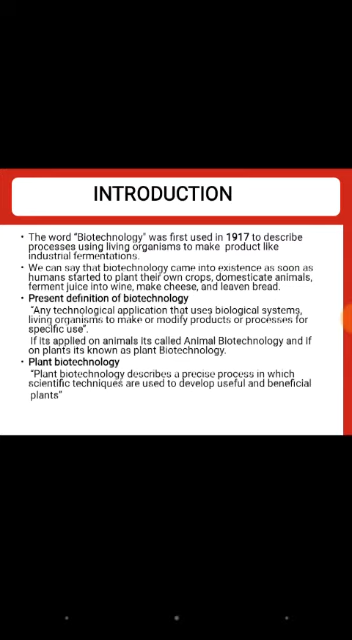 INTRODUCTION
• The word "Biotechnology" was first used in 1917 to describe
processes using living organisms to make product like
industrial fermentations.
• We can say that biotechnology came into existence as soon as
humans started to plant their own crops, domesticate animals,
ferment juice into wine, make cheese, and leaven bread.
• Present definition of biotechnology
"Any technological application that uses biological systems,
living organisms to make or modify products or processes for
specific use".
If its applied on animals its called Animal Biotechnology and if
on plants its known as plant Biotechnology.
• Plant biotechnology
"Plant biotechnology describes a precise process in which
scientific techniques are used to develop useful and beneficial
plants"